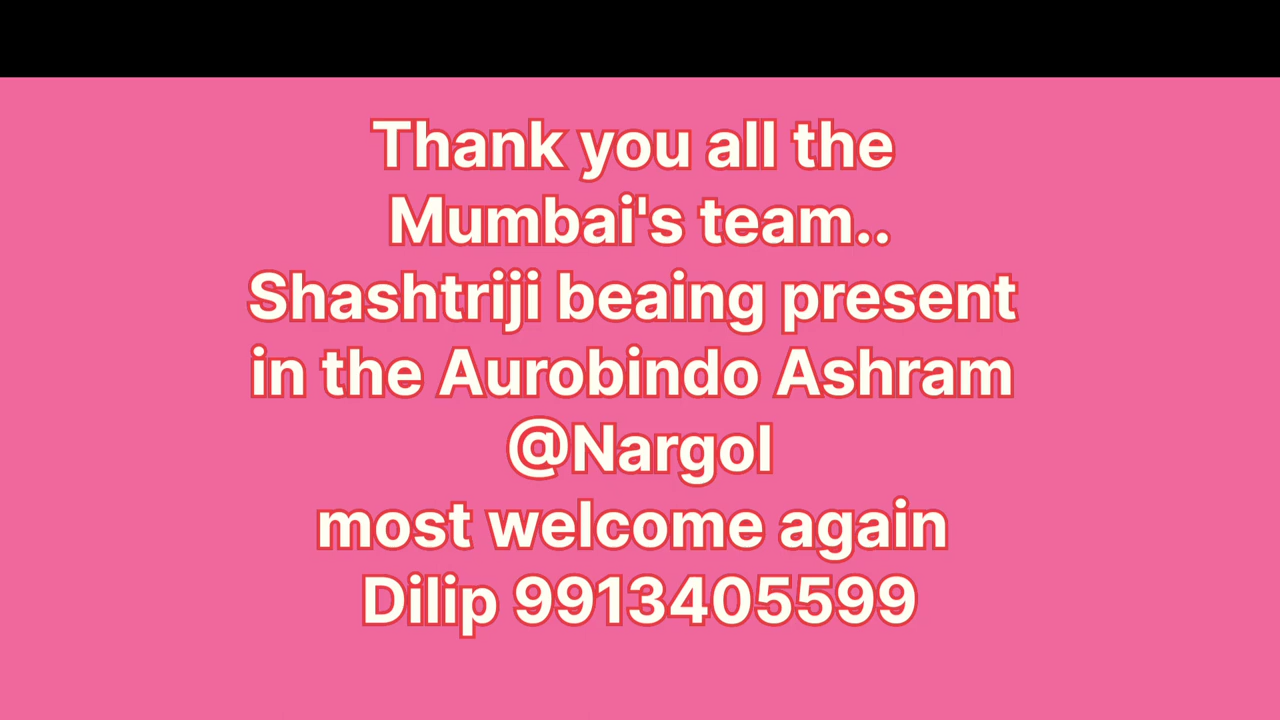 Thank you all the
Mumbai's team..
Shashtriji beaing present
in the Aurobindo Ashram
@Nargol
most welcome again
Dilip 9913405599